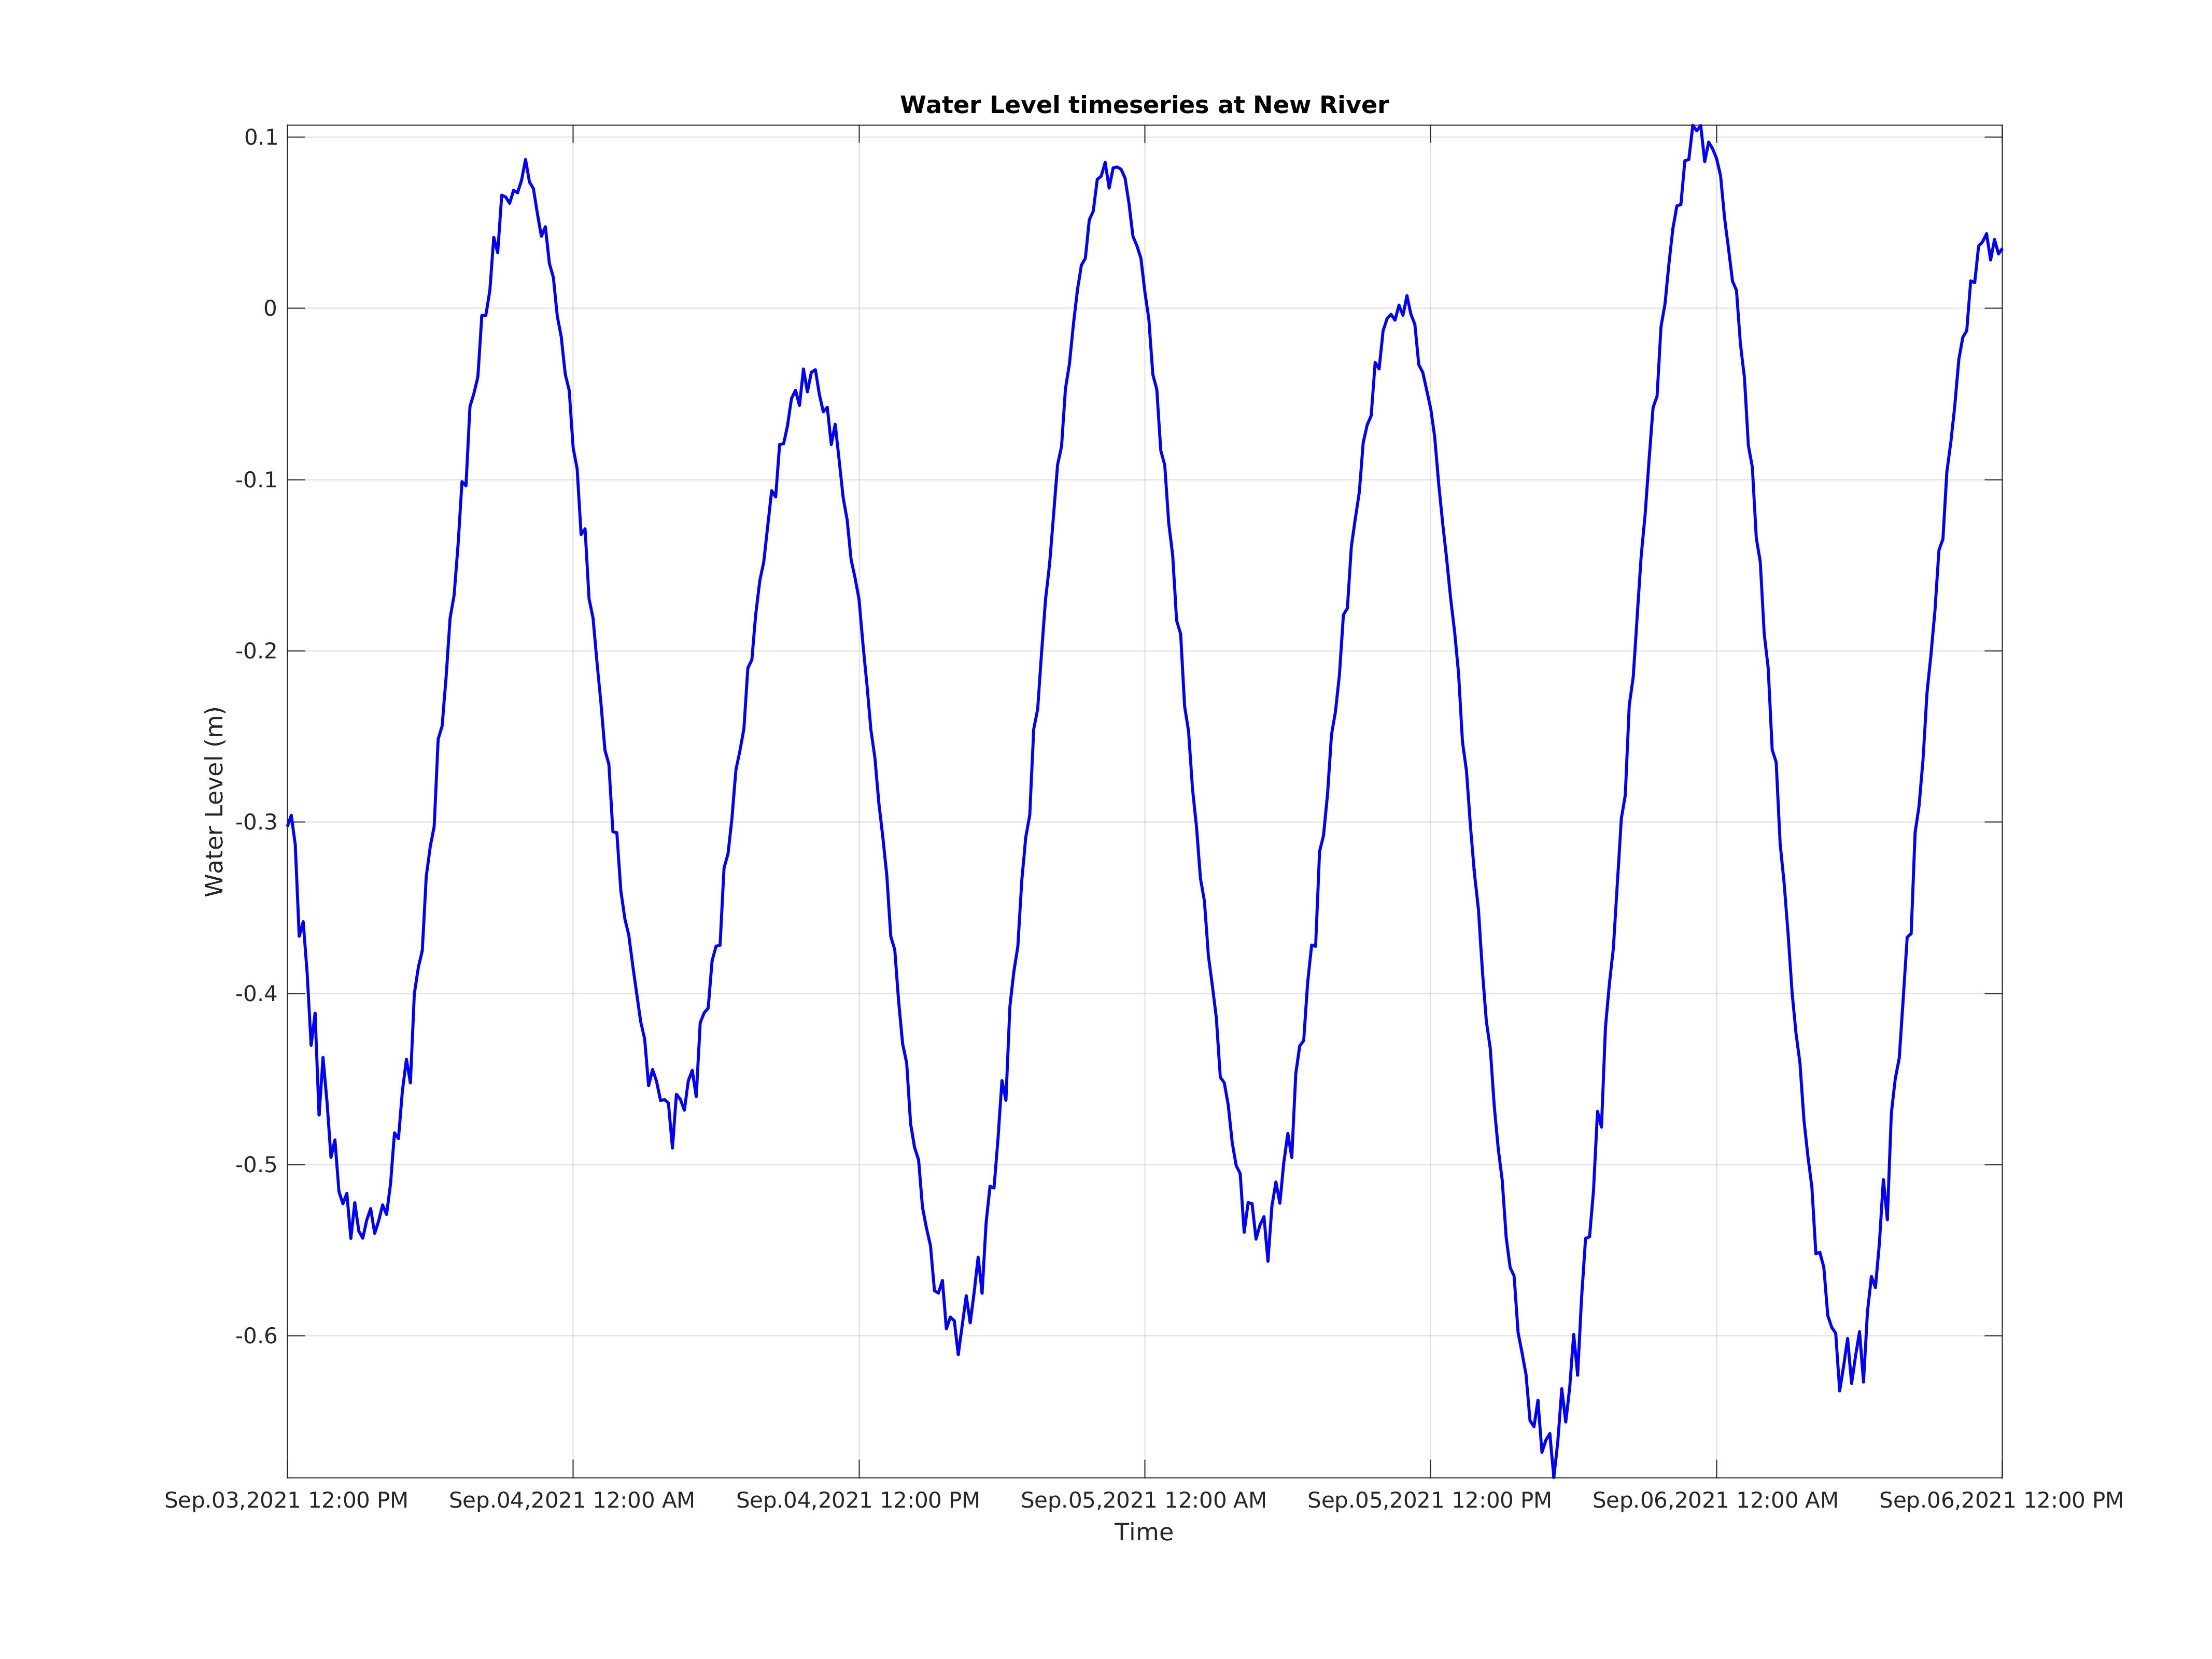 Water Level timeseries at New River
0.1
0
-0.1
-0.2
-0.3
-0.4
-0.5
-0.6
Water Level (m)
Sep.03,2021 12:00 PM Sep.04,2021 12:00 AM Sep.04,2021 12:00 PM Sep.05,2021 12:00 AM Sep.05,2021 12:00 PM Sep.06,2021 12:00 AM Sep.06,2021 12:00 PM
Time